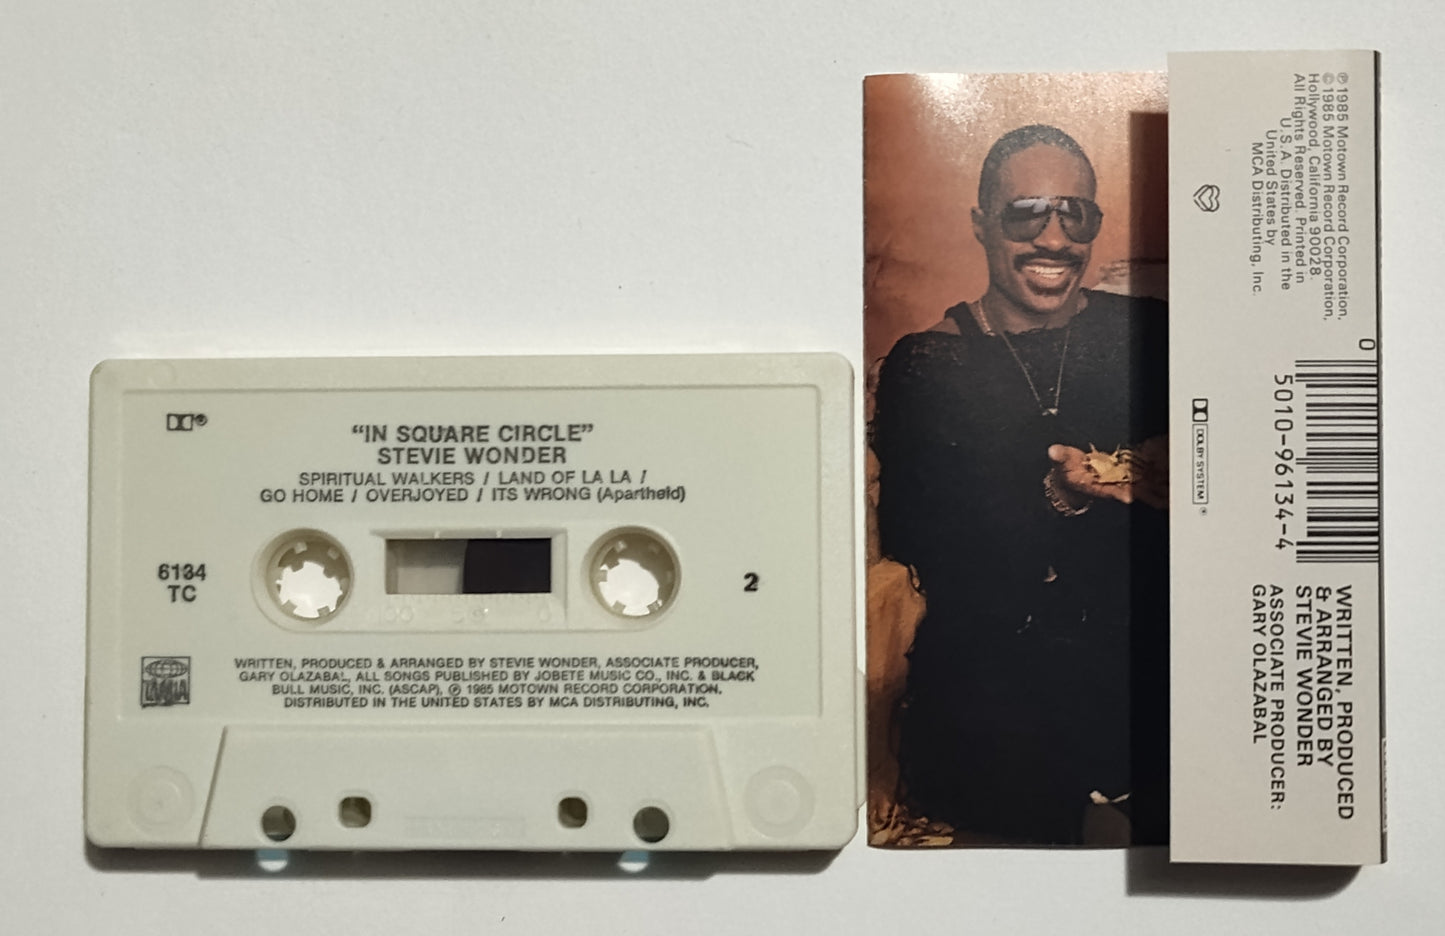 "IN SQUARE CIRCLE"
STEVIE WONDER
SPIRITUAL WALKERS / LAND OF LA LA /
GO HOME / OVERJOYED / ITS WRONG (Apartheid)
6134
TC
2
WRITTEN, PRODUCED & ARRANGED BY STEVIE WONDER, ASSOCIATE PRODUCER,
GARY OLAZABAL, ALL SONGS PUBLISHED BY JOBETE MUSIC CO., INC. & BLACK
BULL MUSIC, INC. (ASCAP), ℗ 1985 MOTOWN RECORD CORPORATION.
DISTRIBUTED IN THE UNITED STATES BY MCA DISTRIBUTING, INC.
℗1985 Motown Record Corporation,
©1985 Motown Record Corporation,
Hollywood, California 90028.
All Rights Reserved. Printed in
U.S.A. Distributed in the
United States by
MCA Distributing, Inc.
0
5010-96134-4
DOLBY SYSTEM ®
WRITTEN, PRODUCED
& ARRANGED BY
STEVIE WONDER
ASSOCIATE PRODUCER:
GARY OLAZABAL